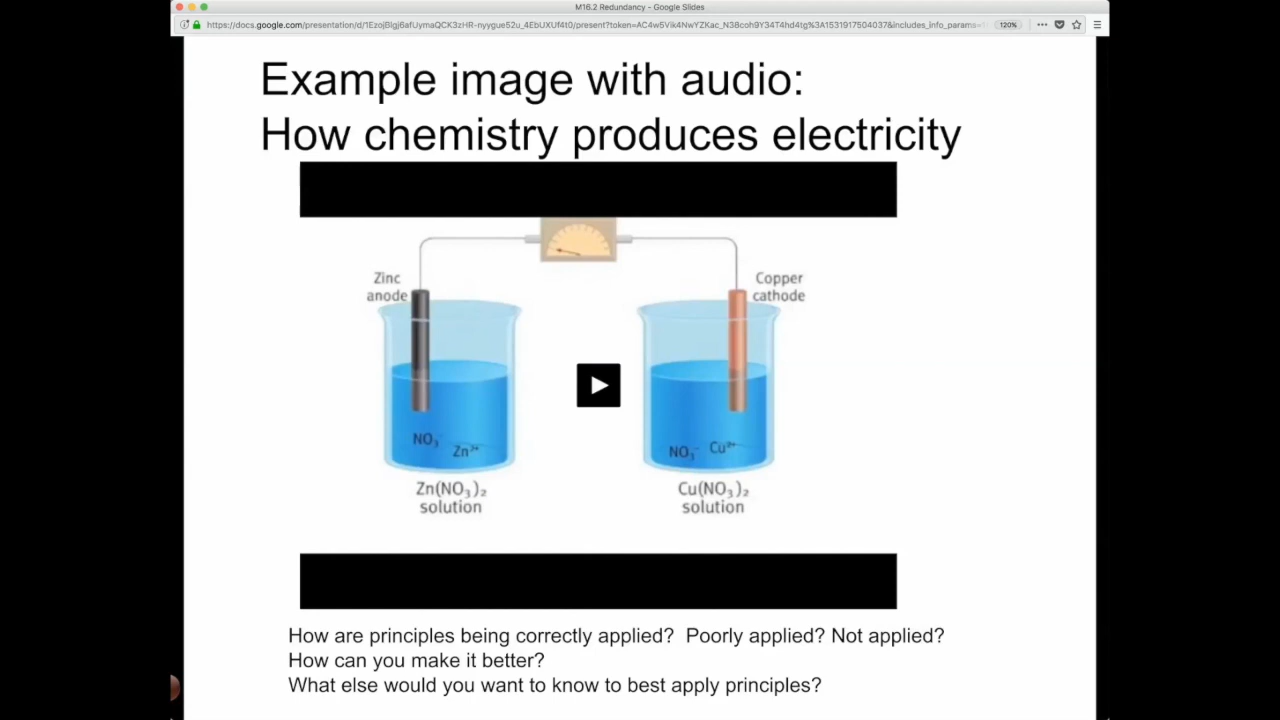 M16.2 Redundancy - Google Slides
120%
Example image with audio:
How chemistry produces electricity
Zinc
anode
Copper
cathode
NO₃
Zn²⁺
NO₃⁻ Cu²⁺
Zn(NO₃)₂
solution
Cu(NO₃)₂
solution
How are principles being correctly applied? Poorly applied? Not applied?
How can you make it better?
What else would you want to know to best apply principles?